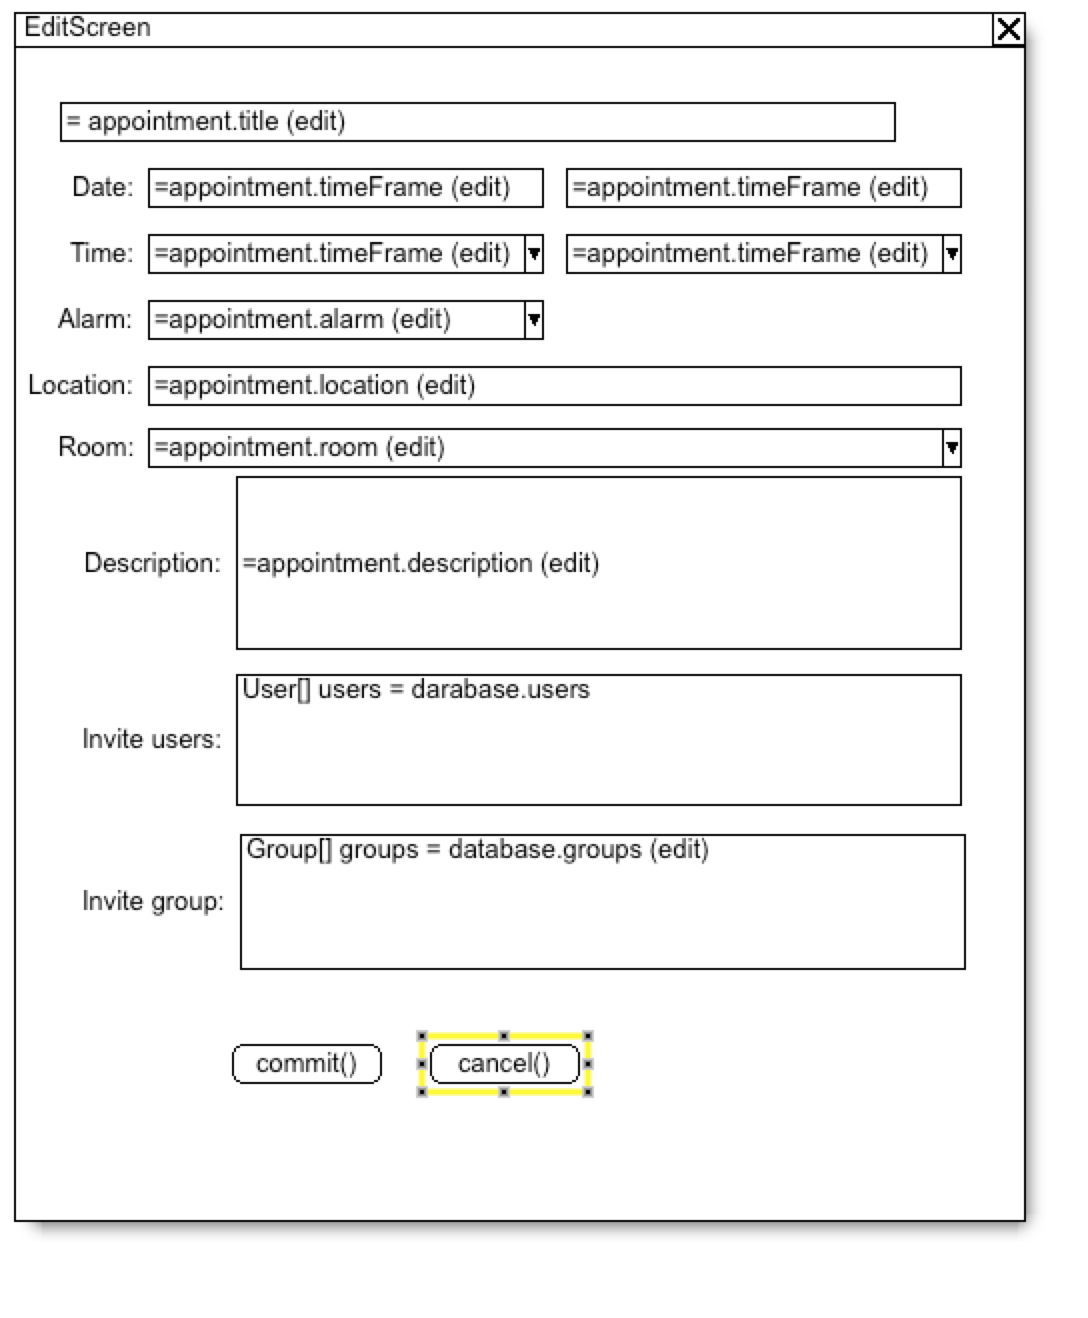 EditScreen
= appointment.title (edit)
Date: =appointment.timeFrame (edit) =appointment.timeFrame (edit)
Time: =appointment.timeFrame (edit) =appointment.timeFrame (edit)
Alarm: =appointment.alarm (edit)
Location: =appointment.location (edit)
Room: =appointment.room (edit)
Description: =appointment.description (edit)
User[] users = darabase.users
Invite users:
Group[] groups = database.groups (edit)
Invite group:
commit() cancel()